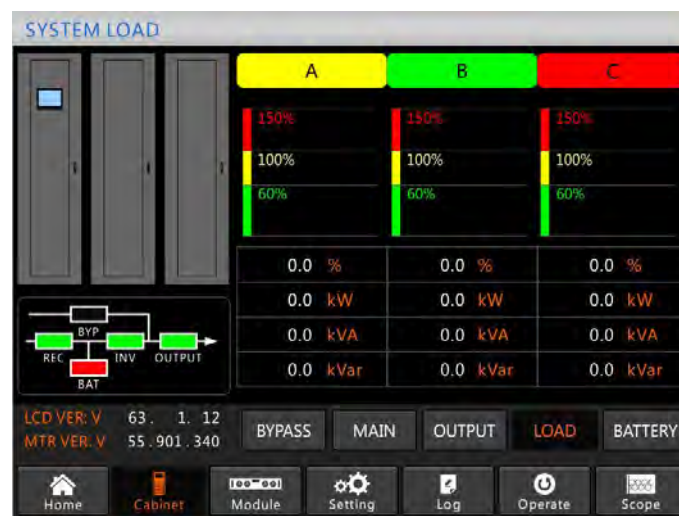 SYSTEM LOAD
A B C
150% 150% 150%
100% 100% 100%
60% 60% 60%
0.0 % 0.0 % 0.0 %
0.0 kW 0.0 kW 0.0 kW
0.0 kVA 0.0 kVA 0.0 kVA
0.0 kVar 0.0 kVar 0.0 kVar
BYP
REC INV OUTPUT
BAT
LCD VER: V 63. 1. 12
MTR VER. V 55.901.340
BYPASS MAIN OUTPUT LOAD BATTERY
Home Cabinet Module Setting Log Operate Scope